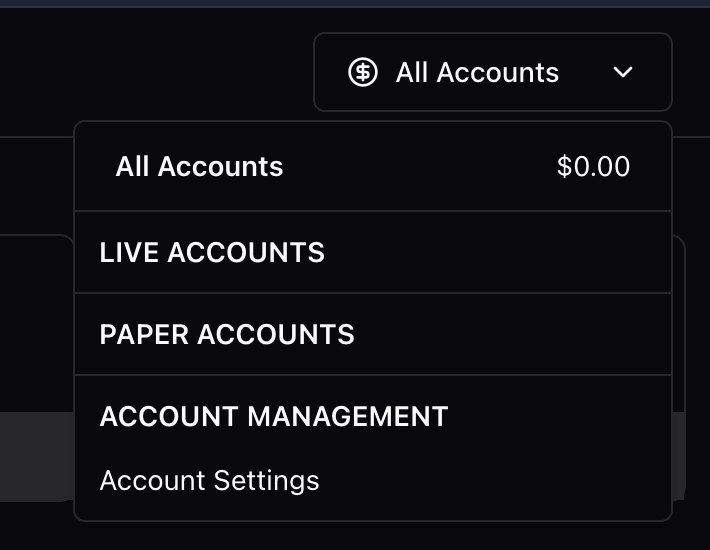 All Accounts
All Accounts $0.00
LIVE ACCOUNTS
PAPER ACCOUNTS
ACCOUNT MANAGEMENT
Account Settings